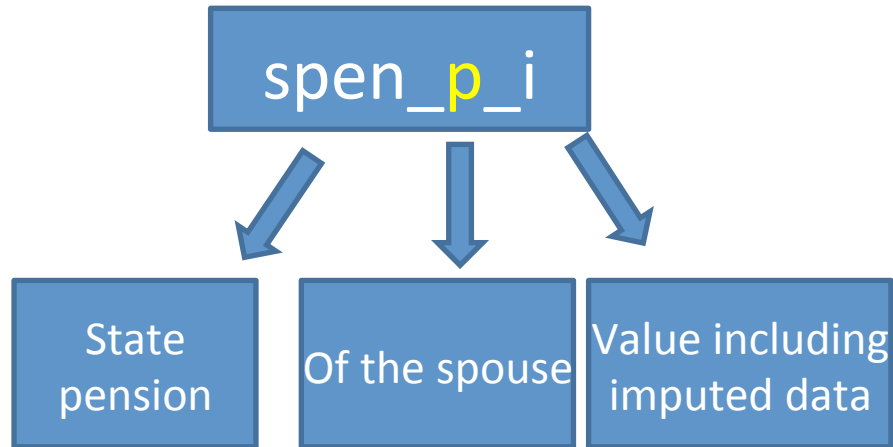 spen_p_i
State
pension
Of the spouse
Value including
imputed data